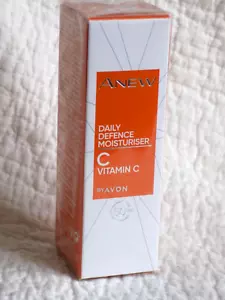 ANEW
DAILY
DEFENCE
MOISTURISER
C
VITAMIN C
BY AVON